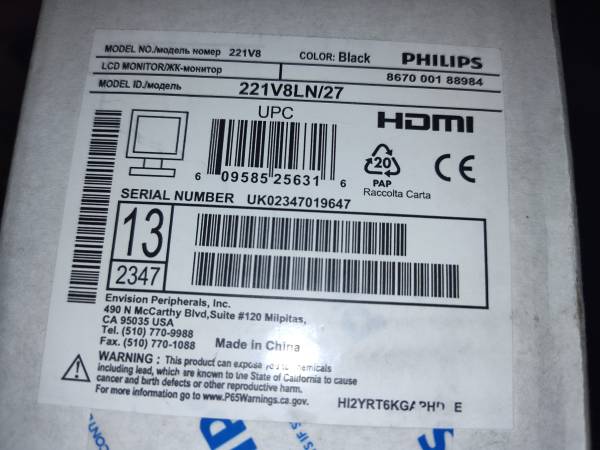 MODEL NO./модель номер 221V8 COLOR: Black PHILIPS
LCD MONITOR/ЖК-монитор 8670 001 88984
MODEL ID./модель 221V8LN/27
UPC HDMI
6 09585 25631 6
20
PAP
CE
Raccolta Carta
SERIAL NUMBER UK02347019647
13
2347
Envision Peripherals, Inc.
490 N McCarthy Blvd,Suite #120 Milpitas,
CA 95035 USA
Tel. (510) 770-9988
Fax. (510) 770-1088 Made in China
WARNING : This product can expose you to chemicals
including lead, which are known to the State of California to cause
cancer and birth defects or other reproductive harm.
For more information go to www.P65Warnings.ca.gov.